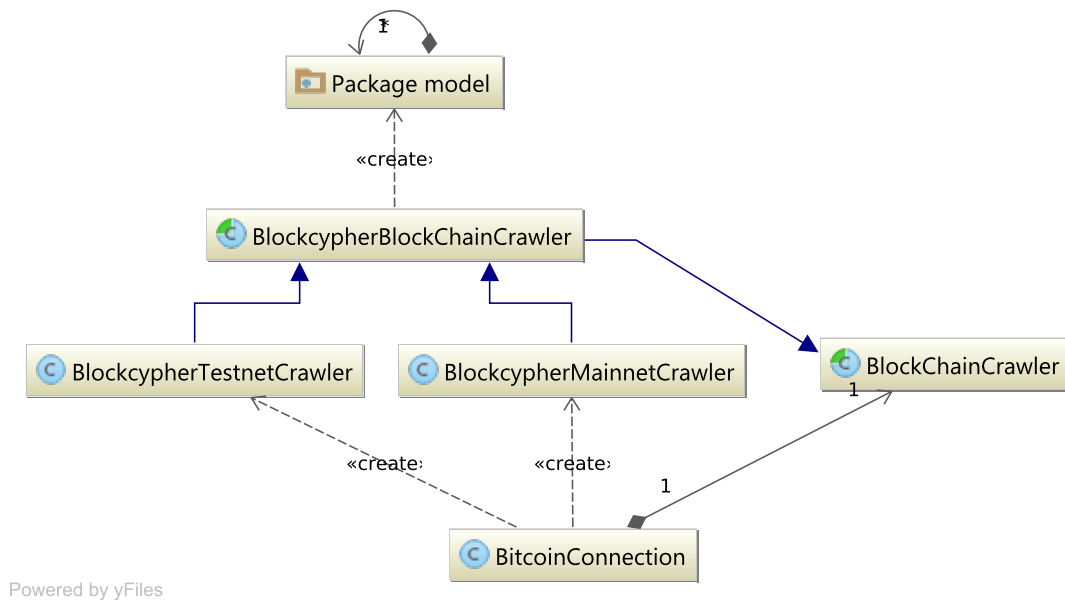 1
*
Package model
«create»
BlockcypherBlockChainCrawler
BlockcypherTestnetCrawler
BlockcypherMainnetCrawler
BlockChainCrawler
1
«create»
«create»
1
BitcoinConnection
Powered by yFiles